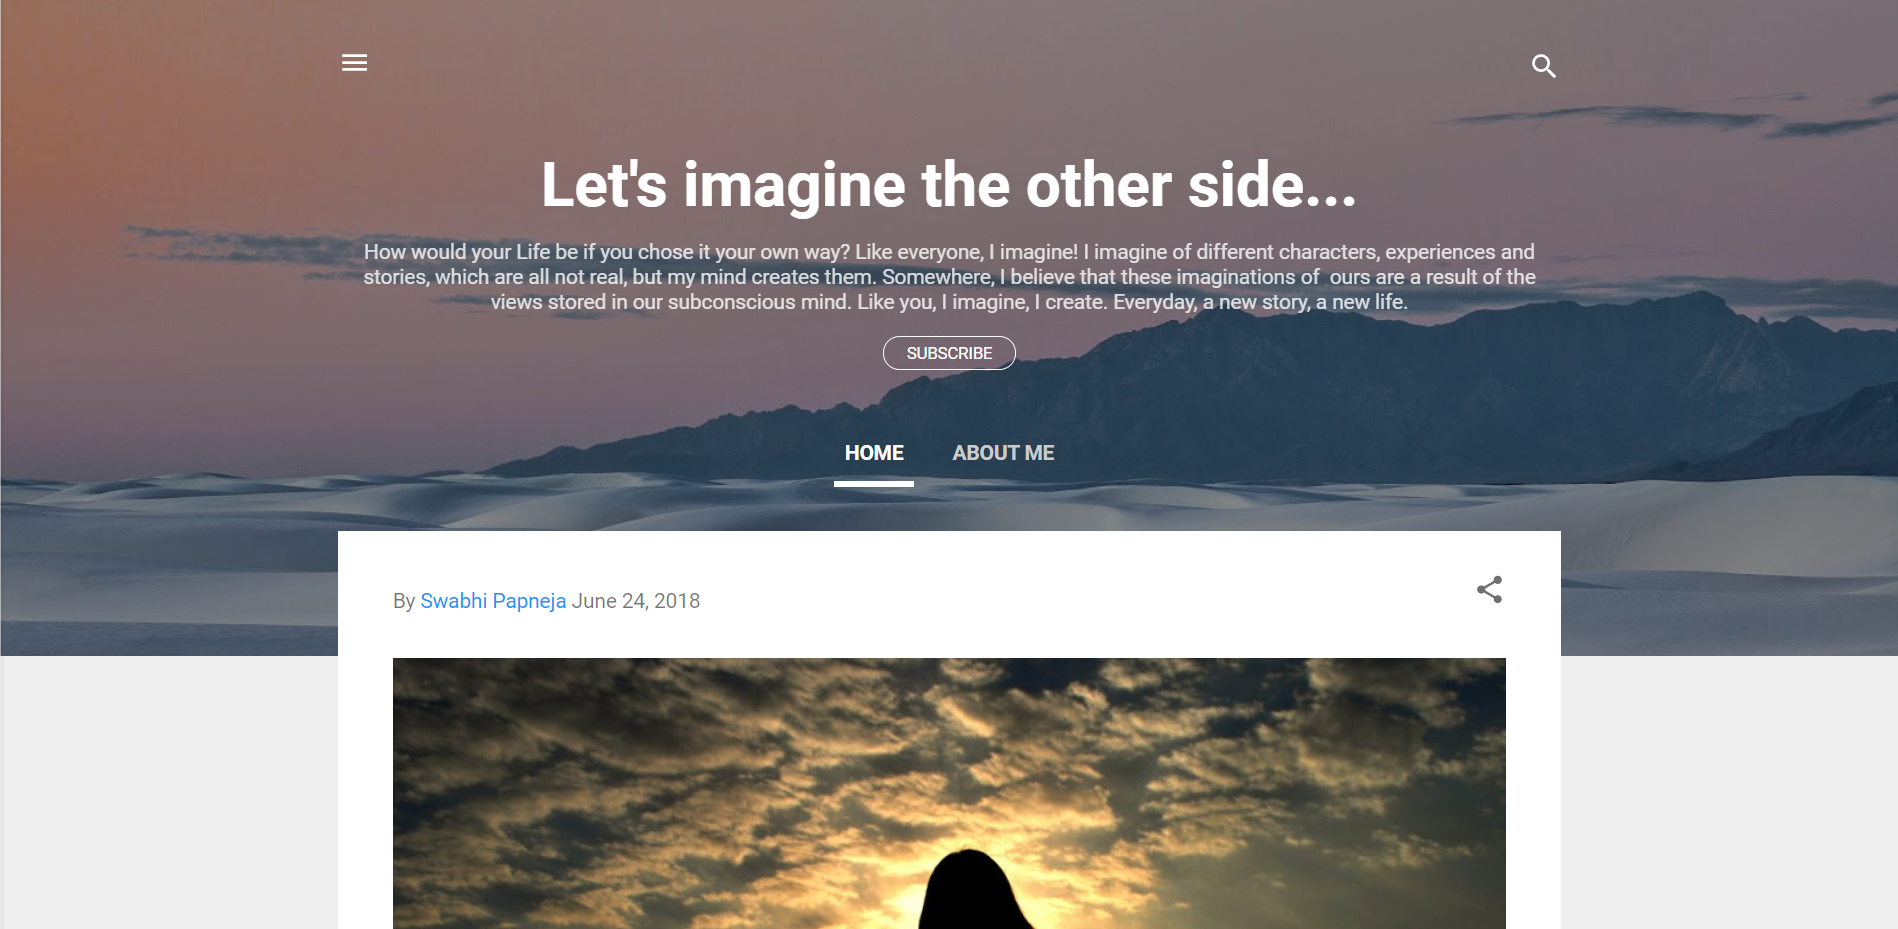 Let's imagine the other side...
How would your Life be if you chose it your own way? Like everyone, I imagine! I imagine of different characters, experiences and
stories, which are all not real, but my mind creates them. Somewhere, I believe that these imaginations of  ours are a result of the
views stored in our subconscious mind. Like you, I imagine, I create. Everyday, a new story, a new life.
SUBSCRIBE
HOME ABOUT ME
By Swabhi Papneja June 24, 2018